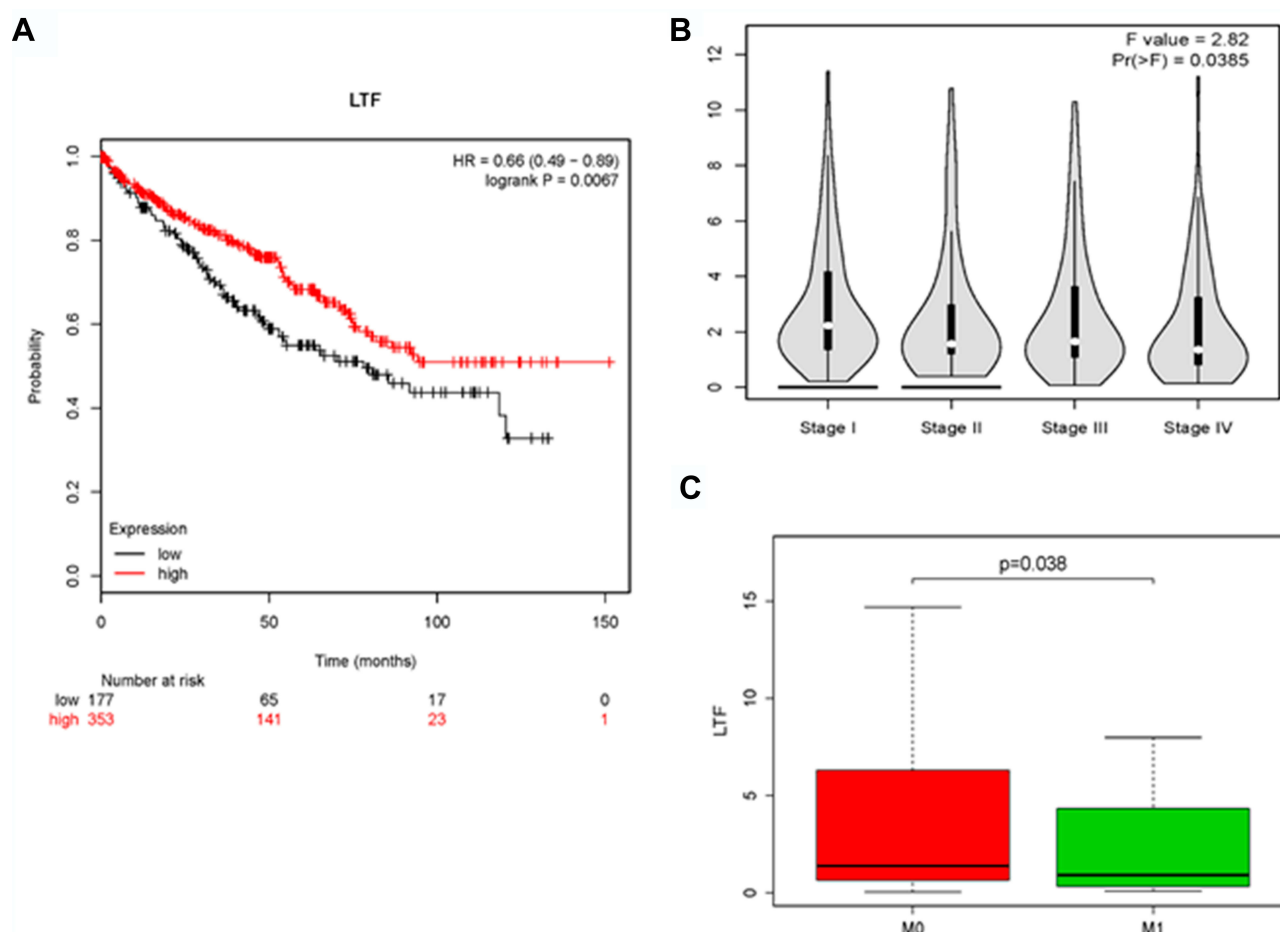 A
LTF
HR = 0.66 (0.49 − 0.89)
logrank P = 0.0067
Probability
1.0
0.8
0.6
0.4
0.2
0.0
Expression
low
high
0 50 100 150
Time (months)
Number at risk
low 177 65 17 0
high 353 141 23 1
B
F value = 2.82
Pr(>F) = 0.0385
12
10
8
6
4
2
0
Stage I Stage II Stage III Stage IV
C
p=0.038
LTF
15
10
5
0
M0 M1